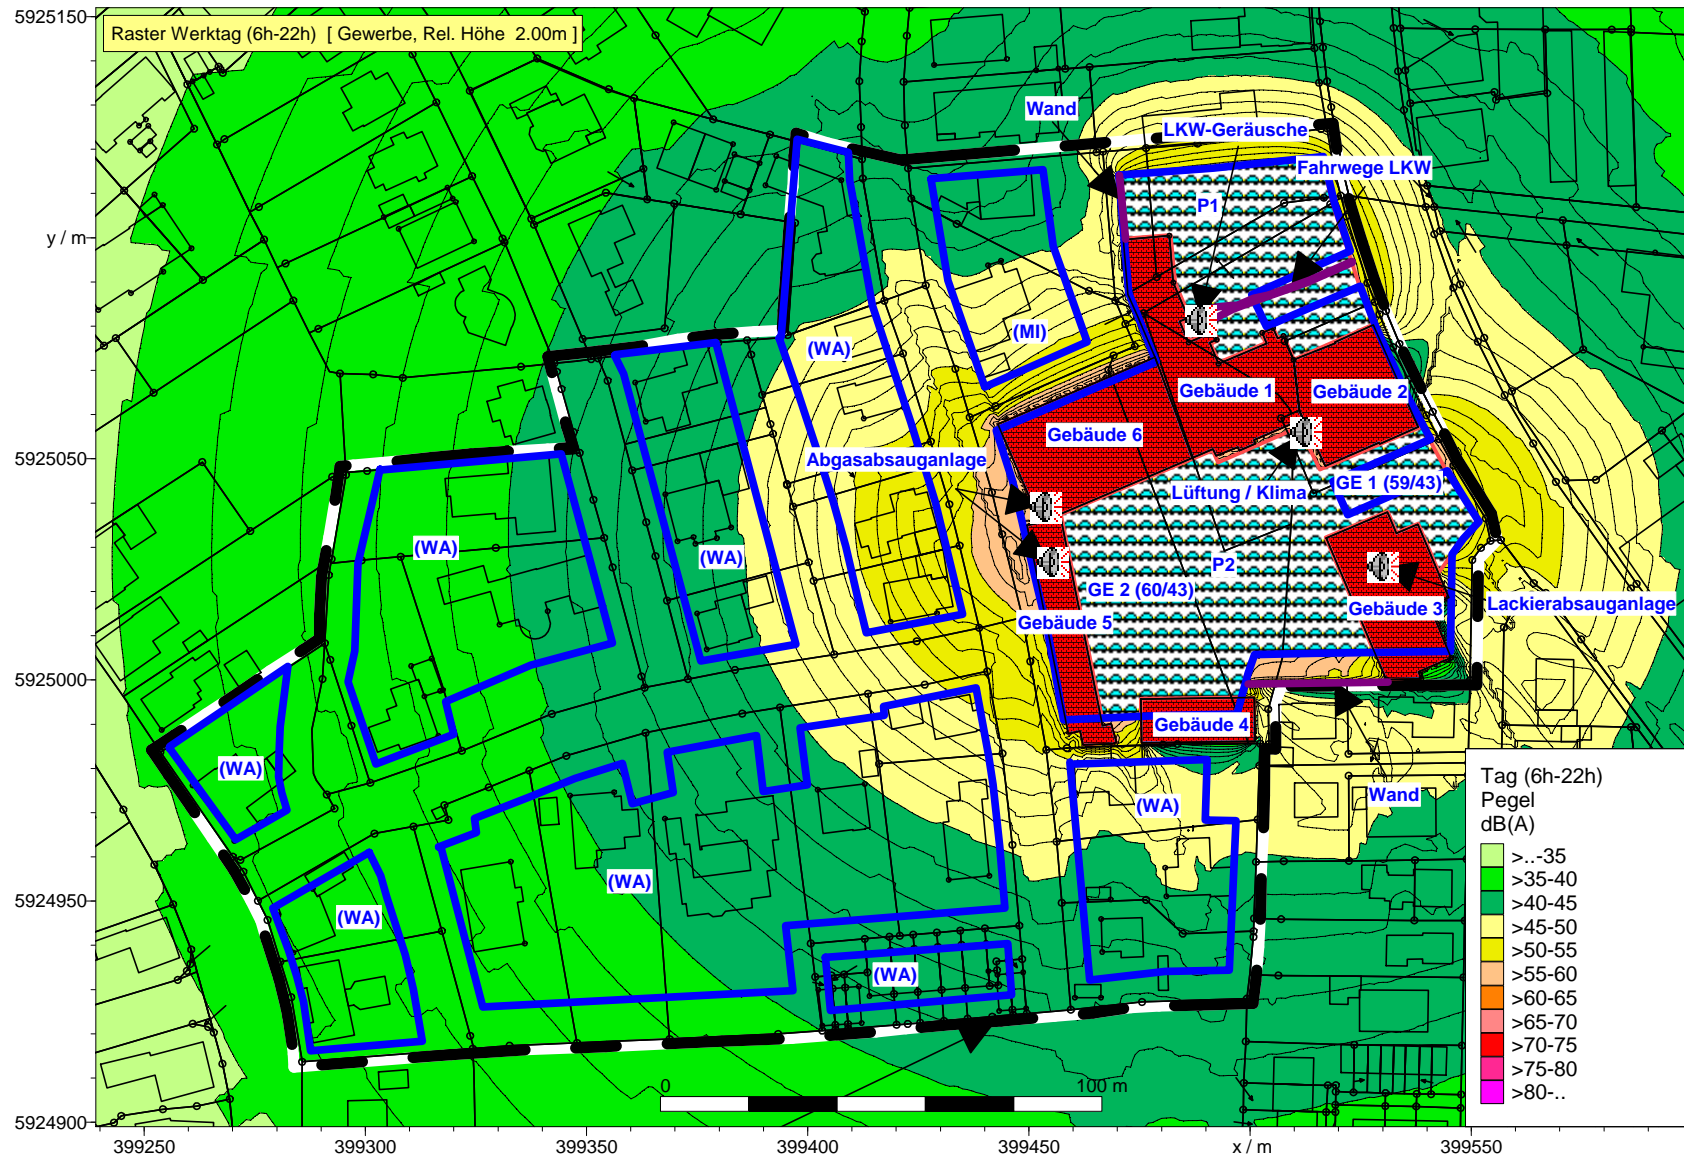 5925150
Raster Werktag (6h-22h)  [ Gewerbe, Rel. Höhe  2.00m ]
Wand
LKW-Geräusche
Fahrwege LKW
P1
y / m
(MI)
(WA)
Gebäude 1
Gebäude 2
Gebäude 6
5925050
Abgasabsauganlage
GE 1 (59/43)
Lüftung / Klima
(WA)
(WA)
P2
GE 2 (60/43)
Gebäude 3
Lackierabsauganlage
Gebäude 5
5925000
Gebäude 4
(WA)
Wand
(WA)
(WA)
5924950
(WA)
(WA)
0
100 m
5924900
399250
399300
399350
399400
399450
x / m
399550
Tag (6h-22h)
Pegel
dB(A)
>..-35
>35-40
>40-45
>45-50
>50-55
>55-60
>60-65
>65-70
>70-75
>75-80
>80-..